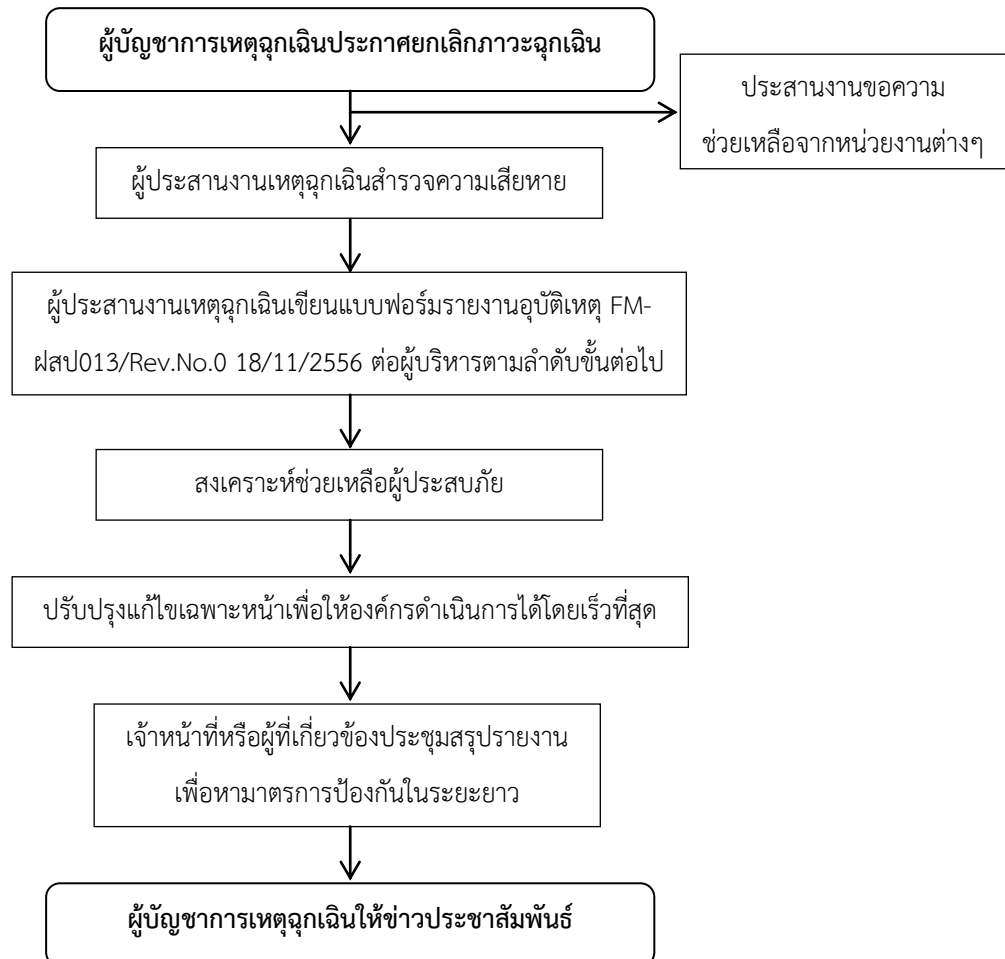 ผู้บัญชาการเหตุฉุกเฉินประกาศยกเลิกภาวะฉุกเฉิน
ประสานงานขอความ
ช่วยเหลือจากหน่วยงานต่างๆ
ผู้ประสานงานเหตุฉุกเฉินสำรวจความเสียหาย
ผู้ประสานงานเหตุฉุกเฉินเขียนแบบฟอร์มรายงานอุบัติเหตุ FM-
ฝสป013/Rev.No.0 18/11/2556 ต่อผู้บริหารตามลำดับขั้นต่อไป
สงเคราะห์ช่วยเหลือผู้ประสบภัย
ปรับปรุงแก้ไขเฉพาะหน้าเพื่อให้องค์กรดำเนินการได้โดยเร็วที่สุด
เจ้าหน้าที่หรือผู้ที่เกี่ยวข้องประชุมสรุปรายงาน
เพื่อหามาตรการป้องกันในระยะยาว
ผู้บัญชาการเหตุฉุกเฉินให้ข่าวประชาสัมพันธ์